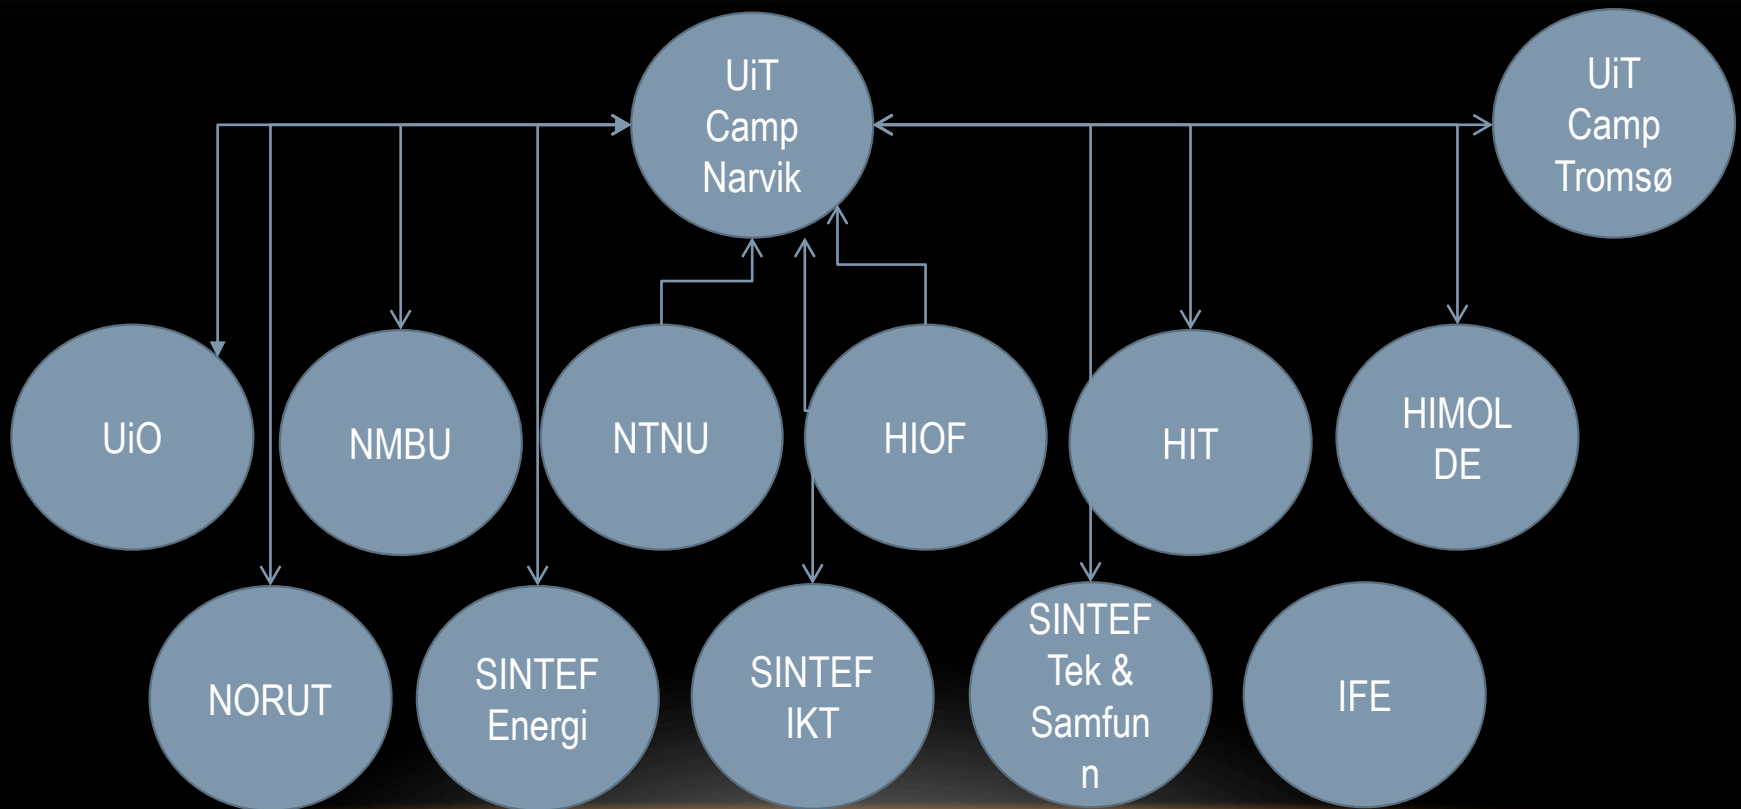 UiT
Camp
Narvik
UiT
Camp
Tromsø
UiO
NMBU
NTNU
HIOF
HIT
HIMOL
DE
NORUT
SINTEF
Energi
SINTEF
IKT
SINTEF
Tek &
Samfun
n
IFE